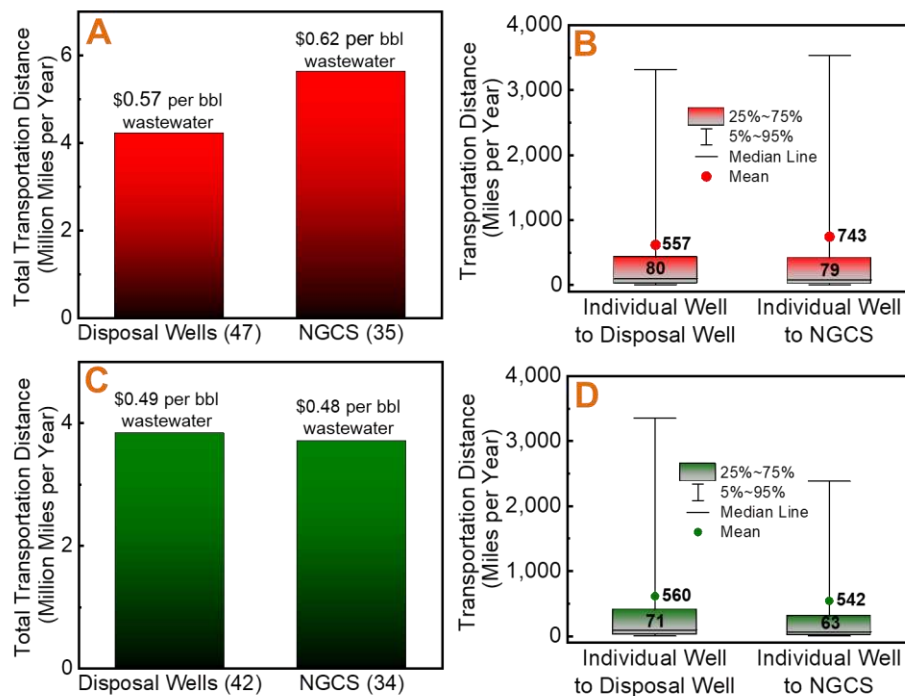 A
Total Transportation Distance
(Million Miles per Year)
6
4
2
0
$0.57 per bbl
wastewater
$0.62 per bbl
wastewater
Disposal Wells (47)
NGCS (35)
B
Transportation Distance
(Miles per Year)
4,000
3,000
2,000
1,000
0
25%~75%
5%~95%
Median Line
Mean
557
80
743
79
Individual Well
to Disposal Well
Individual Well
to NGCS
C
Total Transportation Distance
(Million Miles per Year)
4
2
0
$0.49 per bbl
wastewater
$0.48 per bbl
wastewater
Disposal Wells (42)
NGCS (34)
D
Transportation Distance
(Miles per Year)
4,000
3,000
2,000
1,000
0
25%~75%
5%~95%
Median Line
Mean
560
71
542
63
Individual Well
to Disposal Well
Individual Well
to NGCS